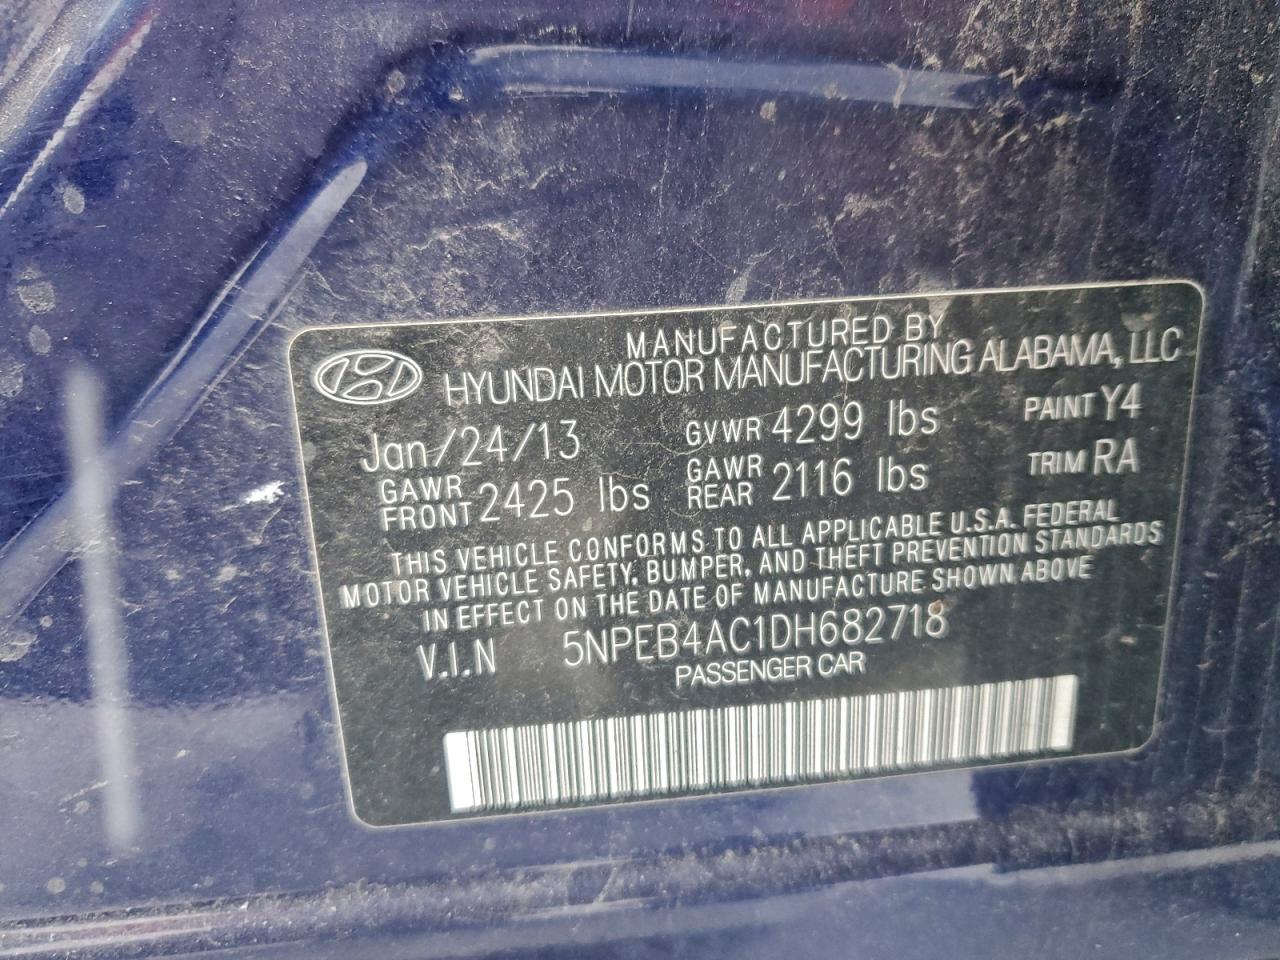 MANUFACTURED BY
HYUNDAI MOTOR MANUFACTURING ALABAMA, LLC
Jan/24/13 GVWR 4299 lbs PAINT Y4
GAWR FRONT 2425 lbs GAWR REAR 2116 lbs TRIM RA
THIS VEHICLE CONFORMS TO ALL APPLICABLE U.S.A. FEDERAL
MOTOR VEHICLE SAFETY, BUMPER, AND THEFT PREVENTION STANDARDS
IN EFFECT ON THE DATE OF MANUFACTURE SHOWN ABOVE
V.I.N 5NPEB4AC1DH682718
PASSENGER CAR